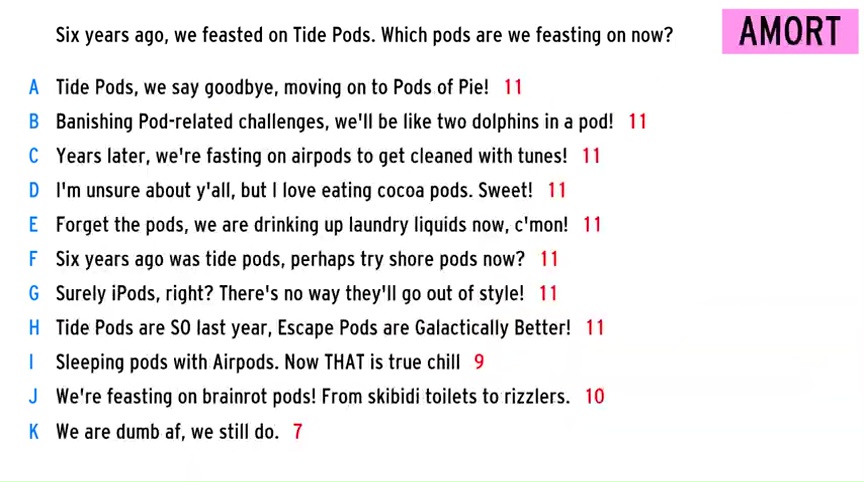 Six years ago, we feasted on Tide Pods. Which pods are we feasting on now?
AMORT
A Tide Pods, we say goodbye, moving on to Pods of Pie! 11
B Banishing Pod-related challenges, we'll be like two dolphins in a pod! 11
C Years later, we're fasting on airpods to get cleaned with tunes! 11
D I'm unsure about y'all, but I love eating cocoa pods. Sweet! 11
E Forget the pods, we are drinking up laundry liquids now, c'mon! 11
F Six years ago was tide pods, perhaps try shore pods now? 11
G Surely iPods, right? There's no way they'll go out of style! 11
H Tide Pods are SO last year, Escape Pods are Galactically Better! 11
I Sleeping pods with Airpods. Now THAT is true chill 9
J We're feasting on brainrot pods! From skibidi toilets to rizzlers. 10
K We are dumb af, we still do. 7